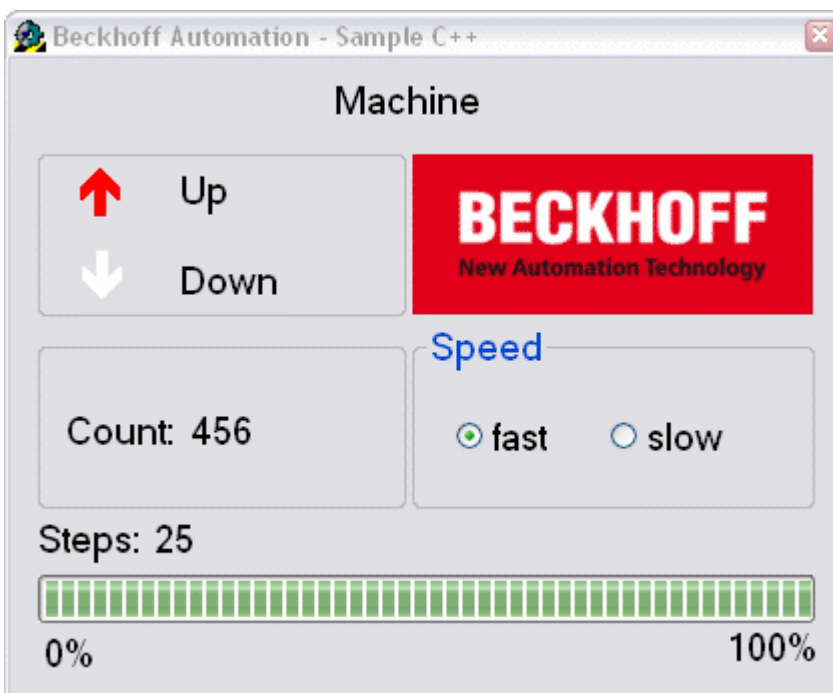 Beckhoff Automation - Sample C++
Machine
Up
Down
BECKHOFF
New Automation Technology
Count: 456
Speed
fast
slow
Steps: 25
0%
100%